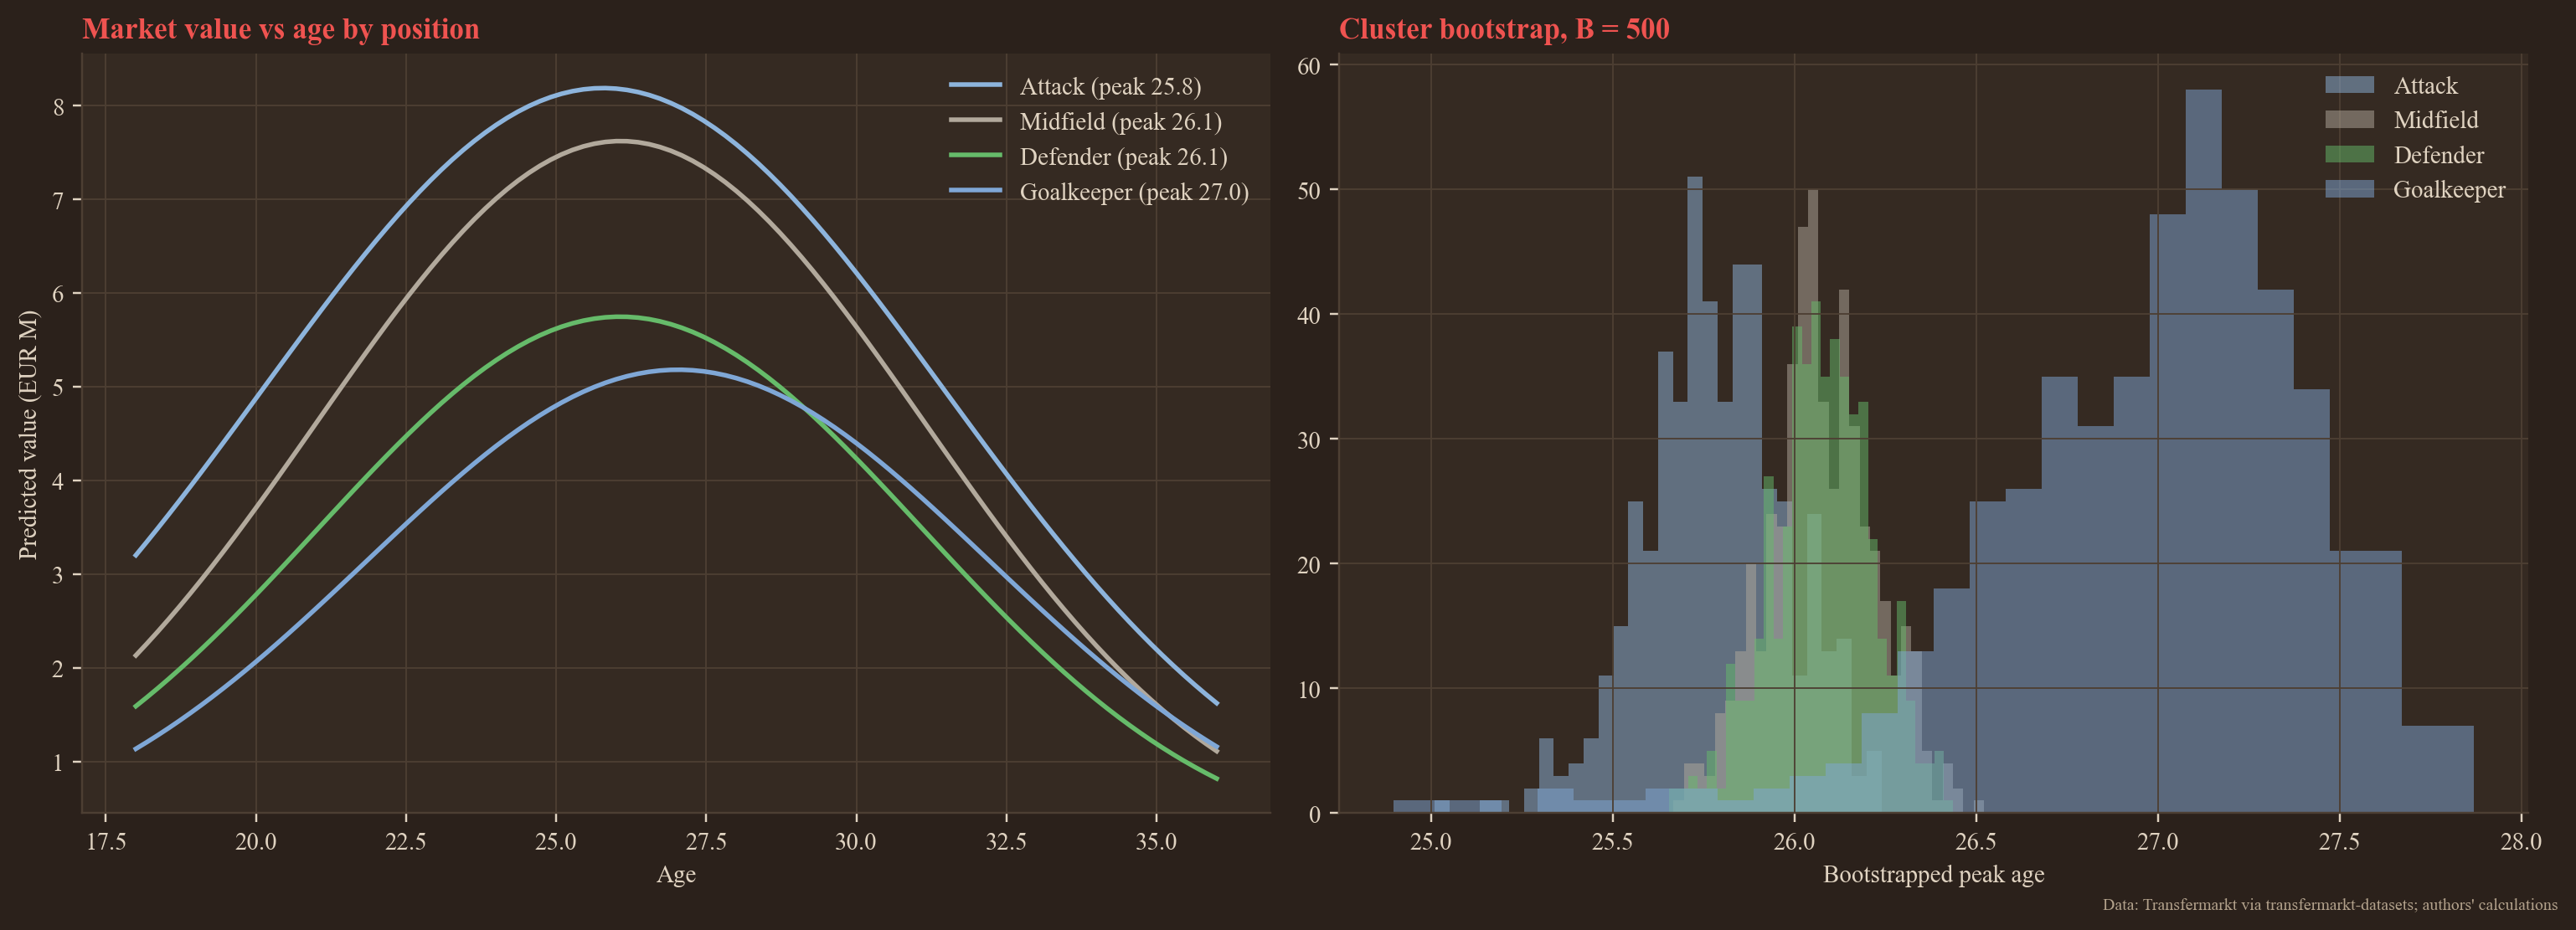 Market value vs age by position
Attack (peak 25.8)
Midfield (peak 26.1)
Defender (peak 26.1)
Goalkeeper (peak 27.0)
8
7
6
5
4
3
2
1
Predicted value (EUR M)
17.5 20.0 22.5 25.0 27.5 30.0 32.5 35.0
Age
Cluster bootstrap, B = 500
Attack
Midfield
Defender
Goalkeeper
60
50
40
30
20
10
0
25.0 25.5 26.0 26.5 27.0 27.5 28.0
Bootstrapped peak age
Data: Transfermarkt via transfermarkt-datasets; authors' calculations